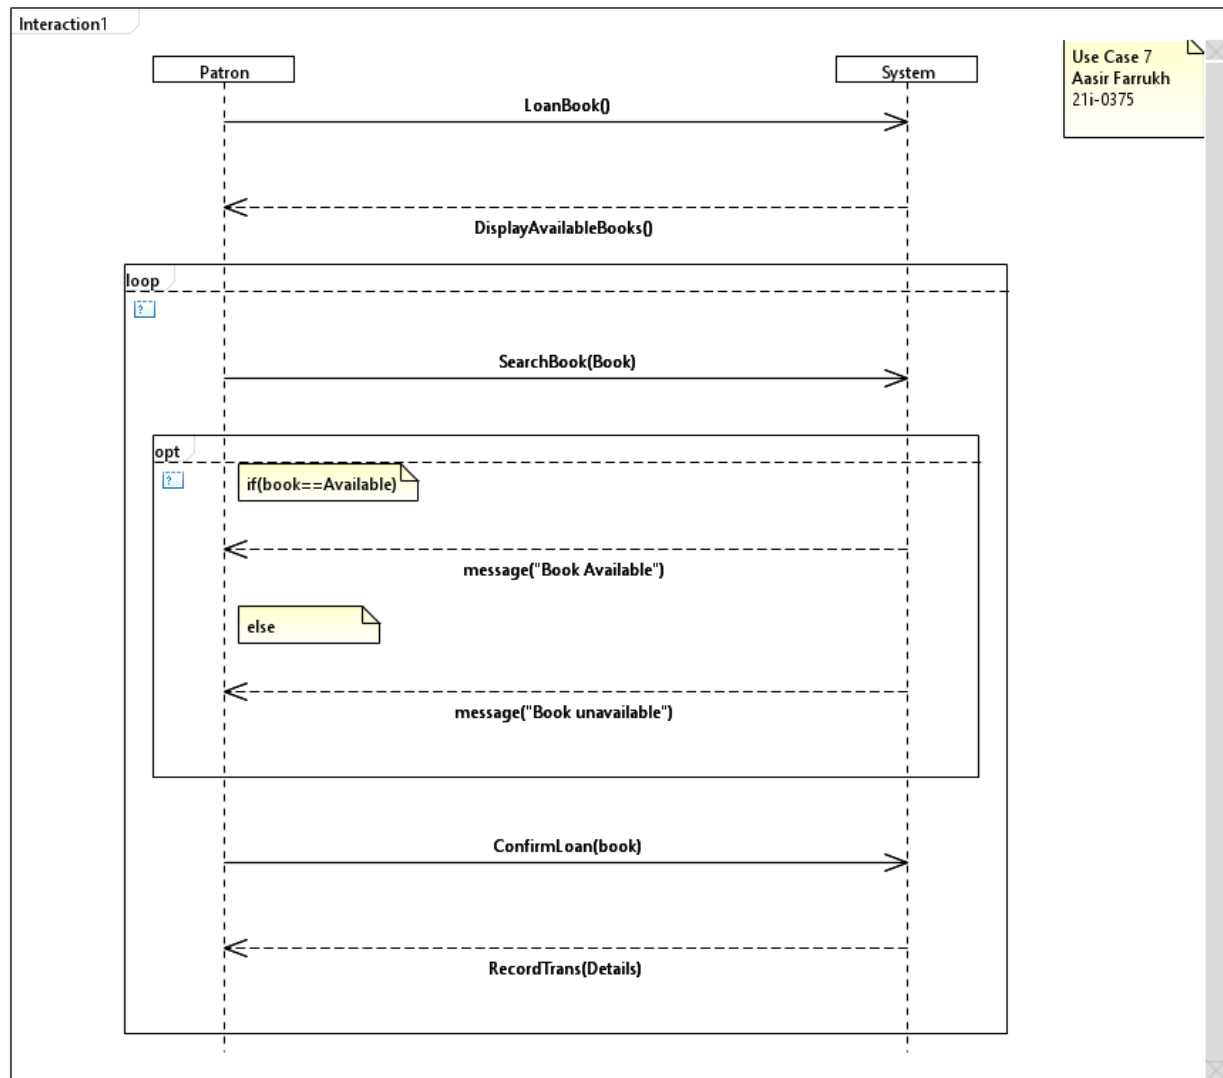 Interaction1
Patron
System
Use Case 7
Aasir Farrukh
21i-0375
LoanBook()
DisplayAvailableBooks()
loop
?
SearchBook(Book)
opt
?
if(book==Available)
message("Book Available")
else
message("Book unavailable")
ConfirmLoan(book)
RecordTrans(Details)